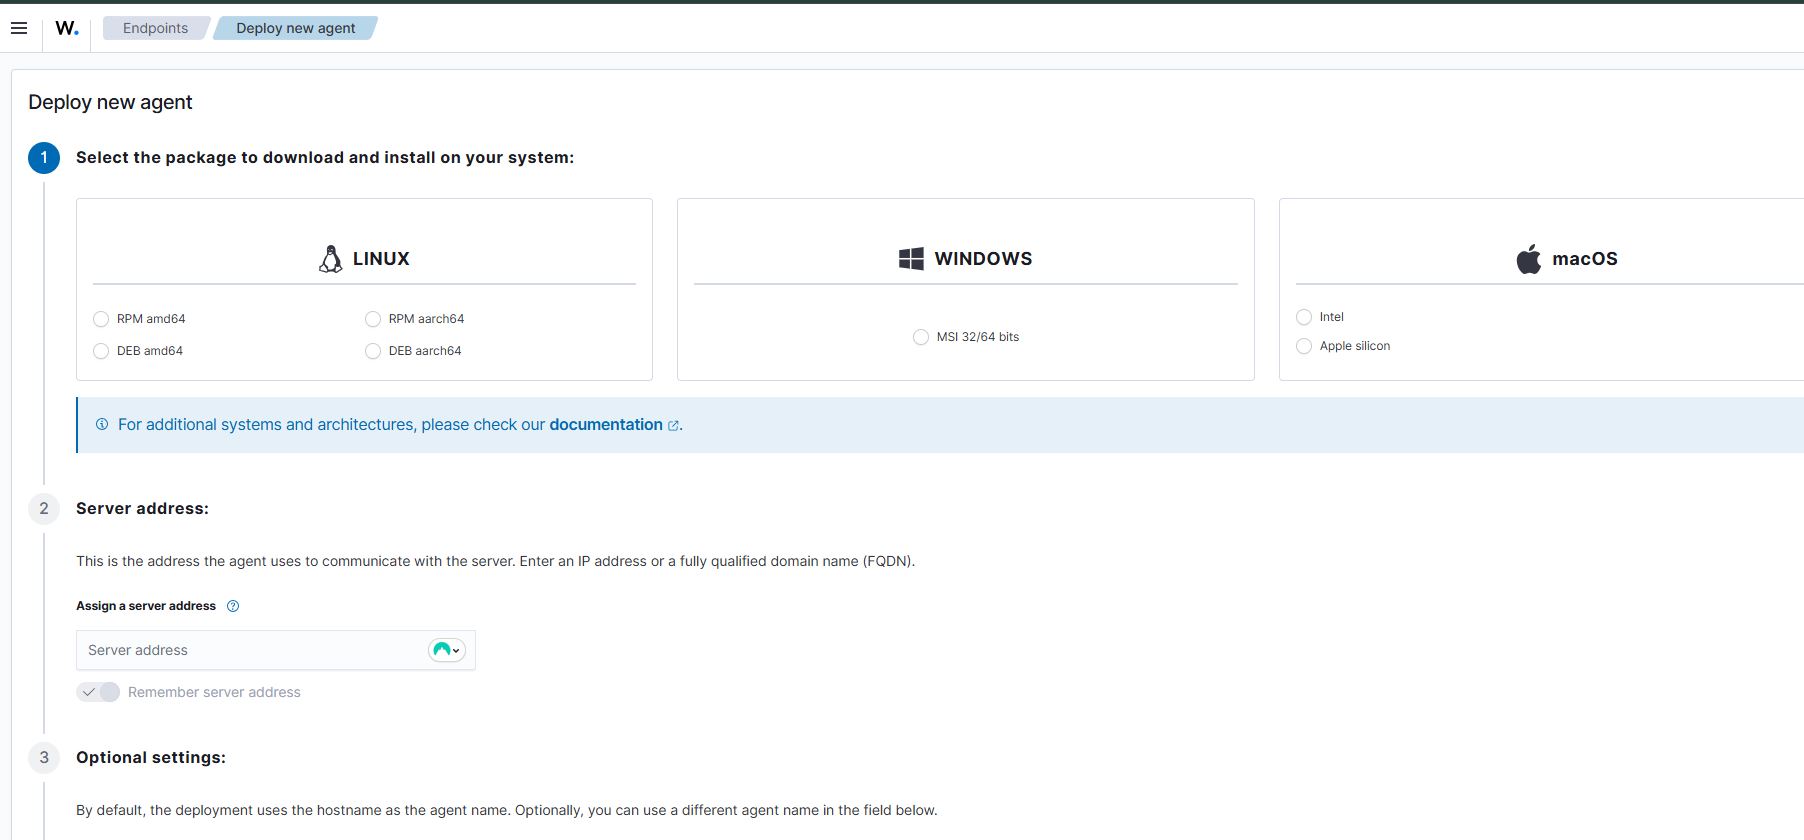 W.
Endpoints
Deploy new agent
Deploy new agent
1
Select the package to download and install on your system:
LINUX
RPM amd64
RPM aarch64
DEB amd64
DEB aarch64
WINDOWS
MSI 32/64 bits
macOS
Intel
Apple silicon
For additional systems and architectures, please check our documentation.
2
Server address:
This is the address the agent uses to communicate with the server. Enter an IP address or a fully qualified domain name (FQDN).
Assign a server address
Server address
Remember server address
3
Optional settings:
By default, the deployment uses the hostname as the agent name. Optionally, you can use a different agent name in the field below.